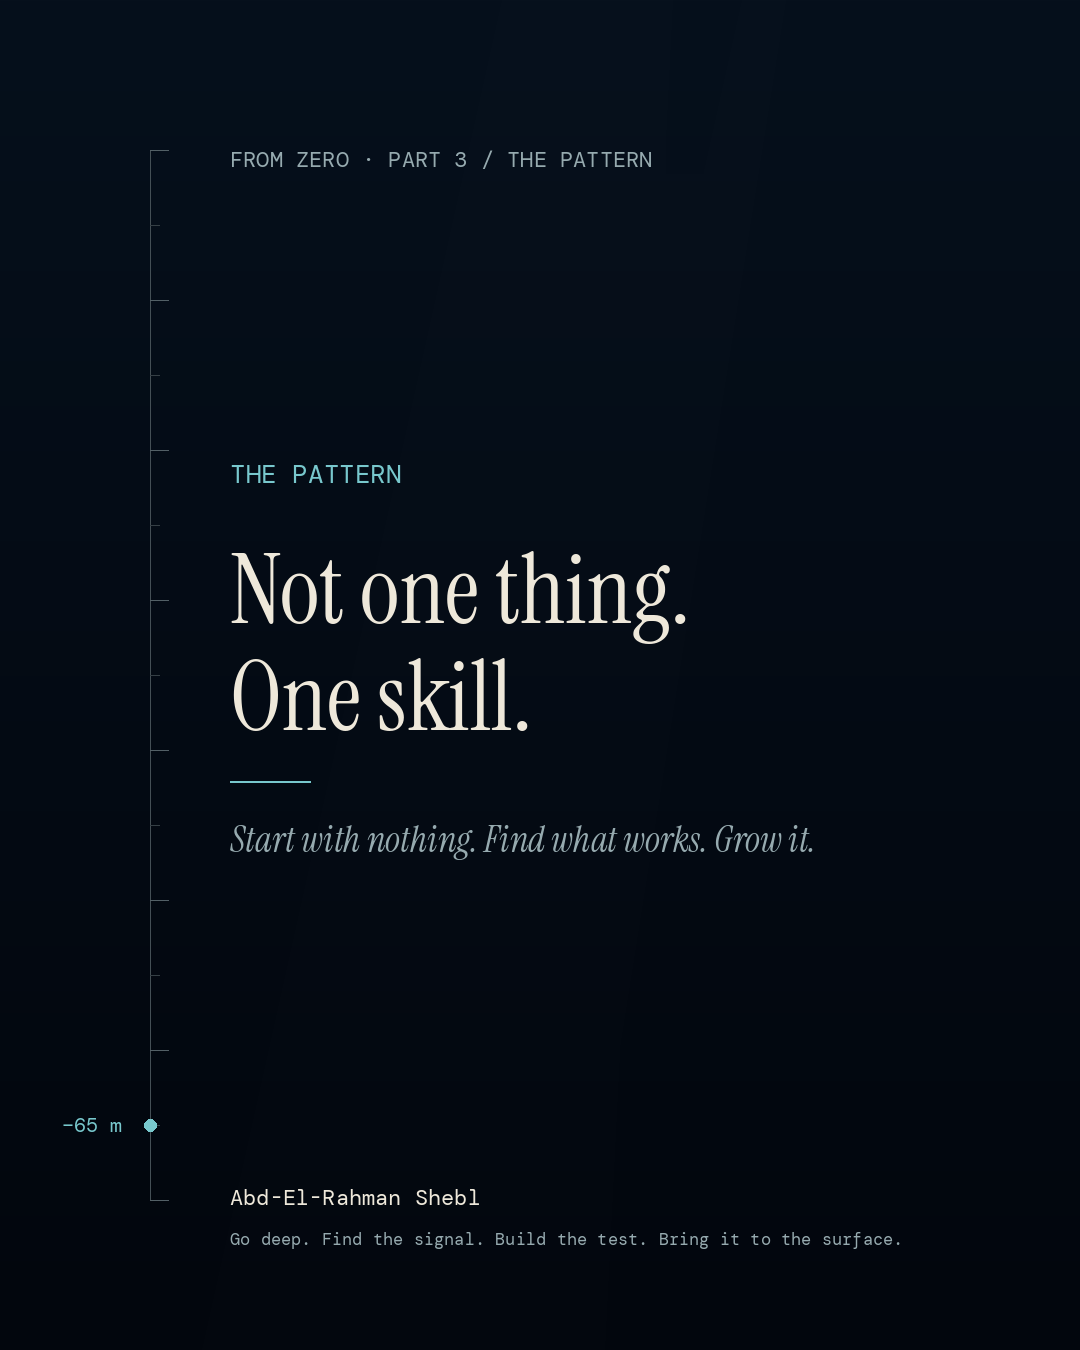 FROM ZERO · PART 3 / THE PATTERN
THE PATTERN
Not one thing.
One skill.
Start with nothing. Find what works. Grow it.
−65 m
Abd-El-Rahman Shebl
Go deep. Find the signal. Build the test. Bring it to the surface.